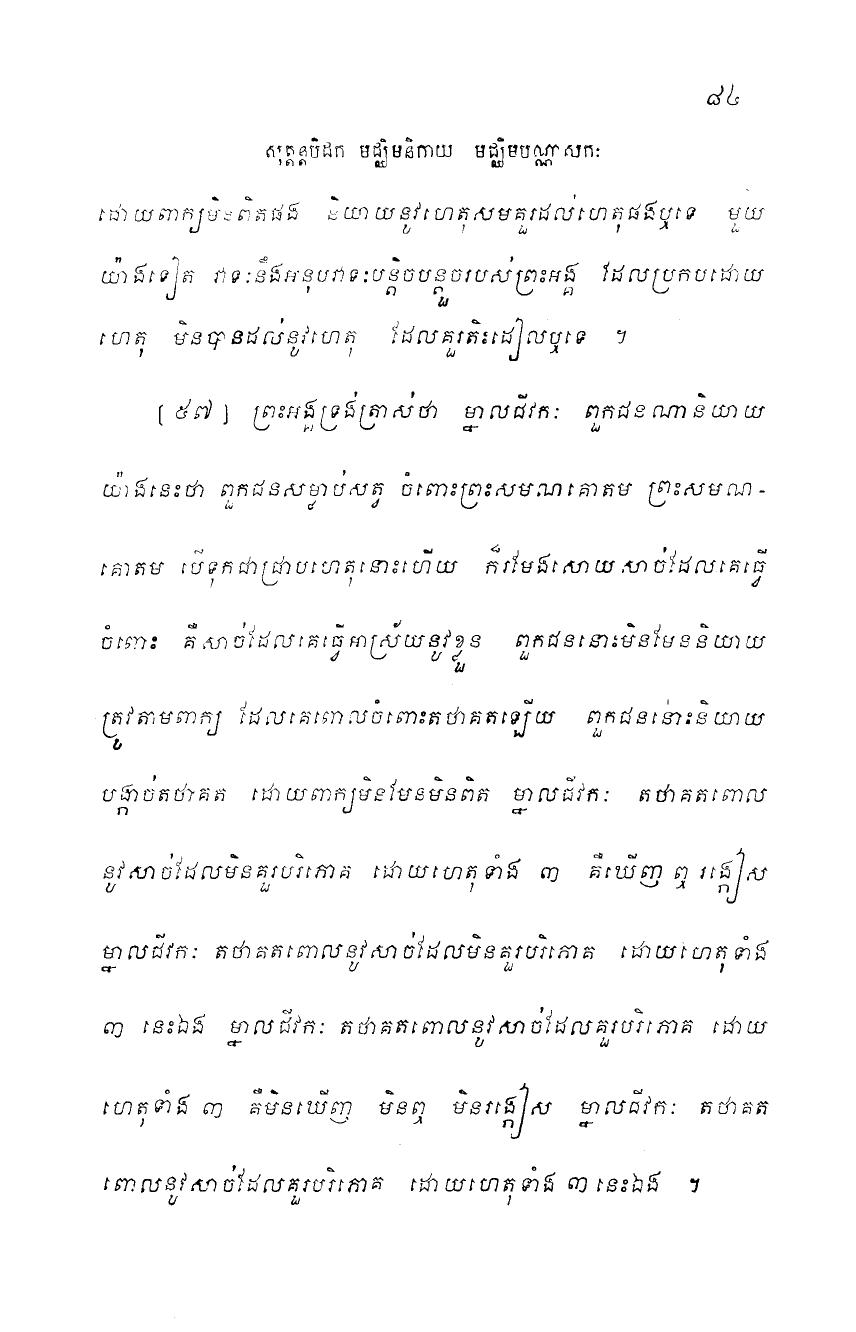 ៨៤
សុត្តន្តបិដក មជ្ឈិមនិកាយ មជ្ឈិមបណ្ណាសកៈ
ដោយពាក្យមិនពិតផង និយាយនូវហេតុសមគួរដល់ហេតុផងឬទេ មួយ
យ៉ាងទៀត វាទៈនឹងអនុបវាទៈបន្តិចបន្តួចរបស់ព្រះអង្គ ដែលប្រកបដោយ
ហេតុ មិនបានដល់នូវហេតុ ដែលគួរតិះដៀលឬទេ ។
[ ៥៧ ] ព្រះអង្គទ្រង់ត្រាស់ថា ម្នាលជីវកៈ ពួកជនណានិយាយ
យ៉ាងនេះថា ពួកជនសម្លាប់សត្វ ចំពោះព្រះសមណគោតម ព្រះសមណ-
គោតម បើទុកជាជ្រាបហេតុនោះហើយ ក៏រមែងសោយសាច់ដែលគេធ្វើ
ចំពោះ គឺសាច់ដែលគេធ្វើអាស្រ័យនូវខ្លួន ពួកជននោះមិនមែននិយាយ
ត្រូវតាមពាក្យ ដែលគេពោលចំពោះតថាគតឡើយ ពួកជននោះនិយាយ
បង្កាច់តថាគត ដោយពាក្យមិនមែនមិនពិត ម្នាលជីវកៈ តថាគតពោល
នូវសាច់ដែលមិនគួរបរិភោគ ដោយហេតុទាំង ៣ គឺឃើញ ឮ រង្កៀស
ម្នាលជីវកៈ តថាគតពោលនូវសាច់ដែលមិនគួរបរិភោគ ដោយហេតុទាំង
៣ នេះឯង ម្នាលជីវកៈ តថាគតពោលនូវសាច់ដែលគួរបរិភោគ ដោយ
ហេតុទាំង ៣ គឺមិនឃើញ មិនឮ មិនរង្កៀស ម្នាលជីវកៈ តថាគត
ពោលនូវសាច់ដែលគួរបរិភោគ ដោយហេតុទាំង ៣ នេះឯង ។